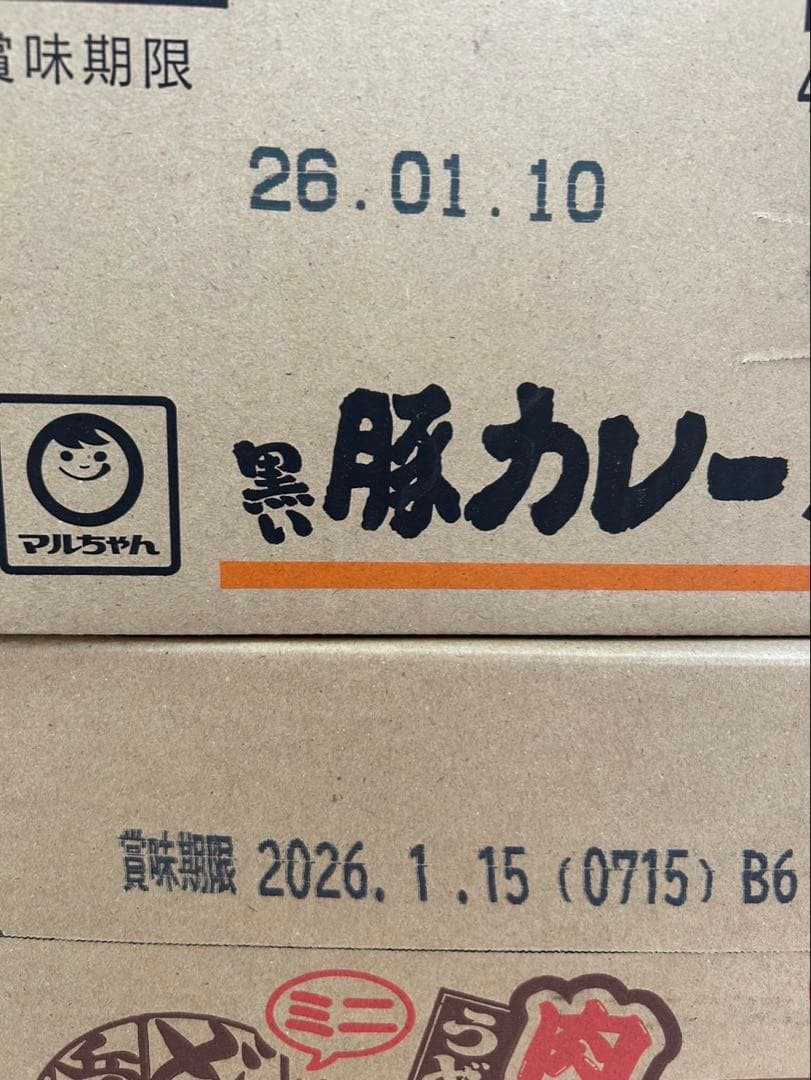 賞味期限
26.01.10
マルちゃん
黒い豚カレー
賞味期限 2026.1.15(0715)B6
ミニ
肉